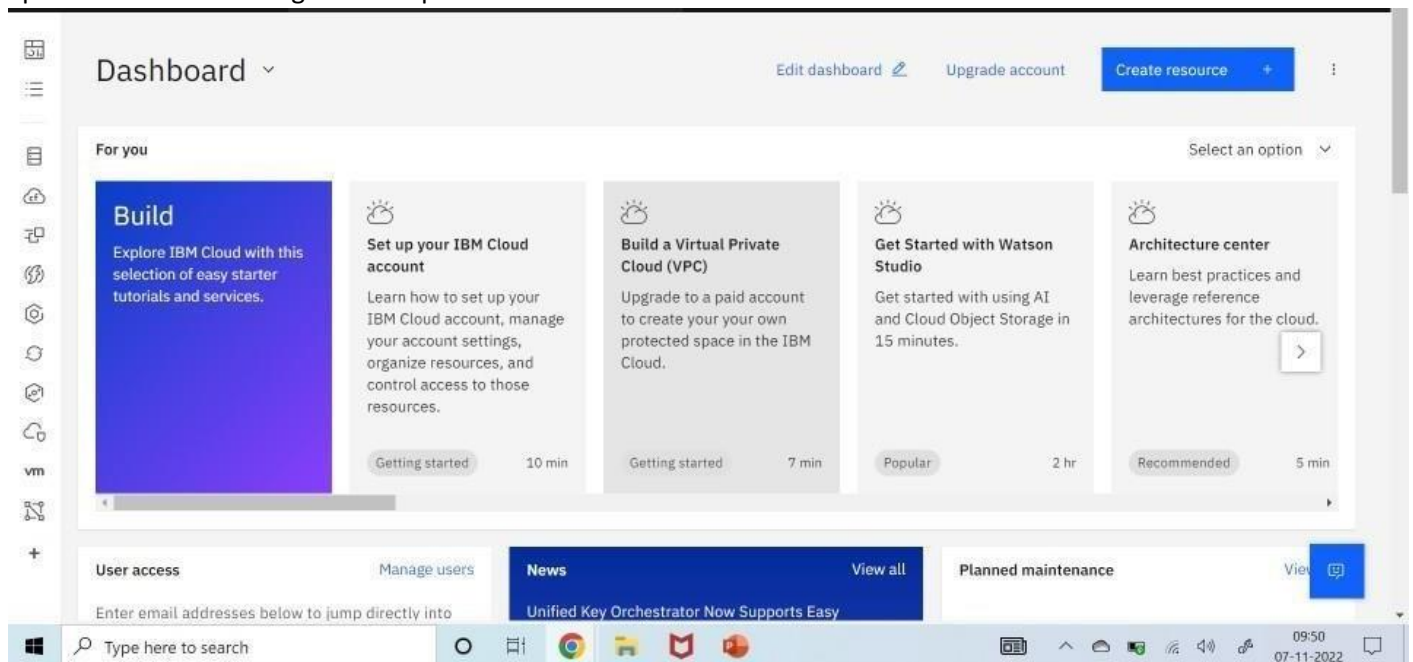 Dashboard
Edit dashboard
Upgrade account
Create resource +
For you
Select an option
Build
Explore IBM Cloud with this
selection of easy starter
tutorials and services.
Set up your IBM Cloud
account
Learn how to set up your
IBM Cloud account, manage
your account settings,
organize resources, and
control access to those
resources.
Getting started 10 min
Build a Virtual Private
Cloud (VPC)
Upgrade to a paid account
to create your your own
protected space in the IBM
Cloud.
Getting started 7 min
Get Started with Watson
Studio
Get started with using AI
and Cloud Object Storage in
15 minutes.
Popular 2 hr
Architecture center
Learn best practices and
leverage reference
architectures for the cloud.
Recommended 5 min
vm
User access Manage users
Enter email addresses below to jump directly into
News View all
Unified Key Orchestrator Now Supports Easy
Planned maintenance
Type here to search
09:50
07-11-2022